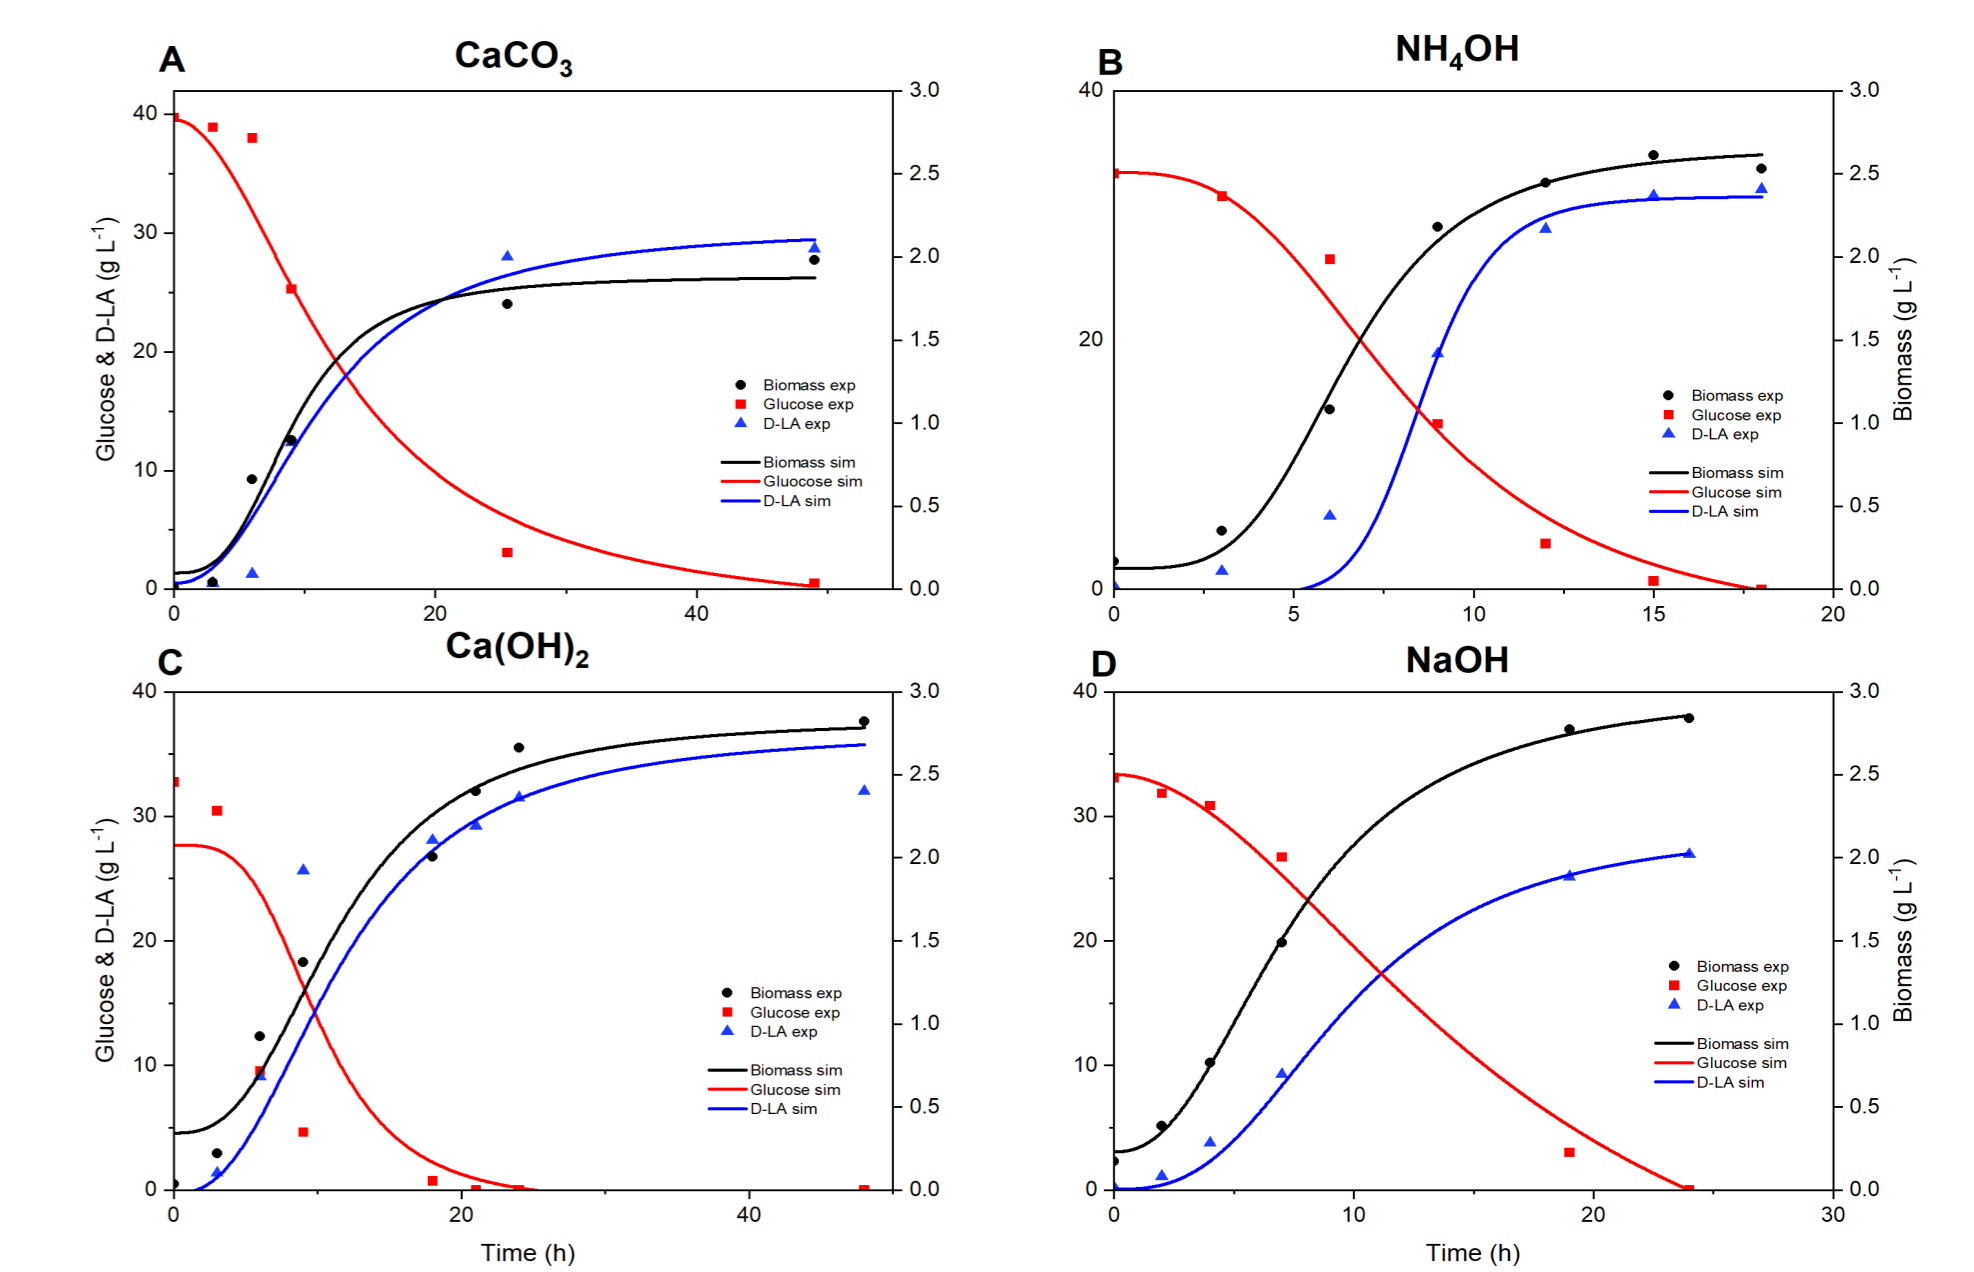 A
CaCO3
40
30
20
10
0
3.0
2.5
2.0
1.5
1.0
0.5
0.0
0
20
40
Glucose & D-LA (g L-1)
Biomass exp
Glucose exp
D-LA exp
Biomass sim
Gluocose sim
D-LA sim
B
NH4OH
40
20
0
3.0
2.5
2.0
1.5
1.0
0.5
0.0
0
5
10
15
20
Biomass (g L-1)
Biomass exp
Glucose exp
D-LA exp
Biomass sim
Glucose sim
D-LA sim
C
Ca(OH)2
40
30
20
10
0
3.0
2.5
2.0
1.5
1.0
0.5
0.0
0
20
40
Glucose & D-LA (g L-1)
Time (h)
Biomass exp
Glucose exp
D-LA exp
Biomass sim
Glucose sim
D-LA sim
D
NaOH
40
30
20
10
0
3.0
2.5
2.0
1.5
1.0
0.5
0.0
0
10
20
30
Biomass (g L-1)
Time (h)
Biomass exp
Glucose exp
D-LA exp
Biomass sim
Glucose sim
D-LA sim